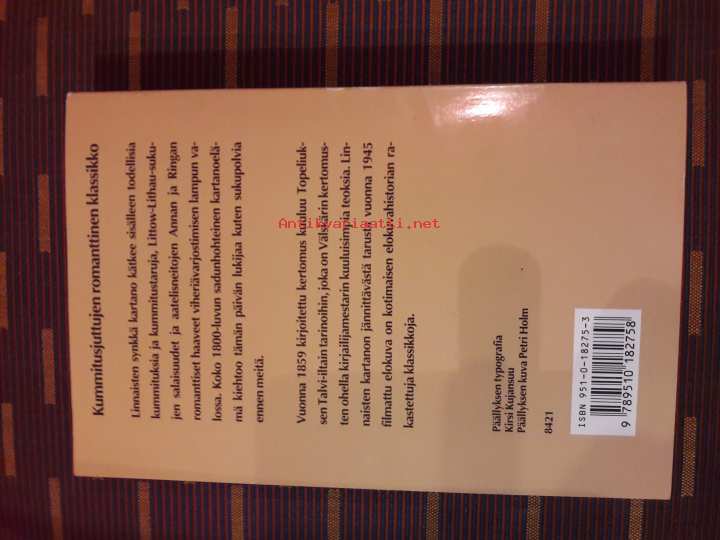 Kummitusjuttujen romanttinen klassikko
Linnaisten synkkä kartano kätkee sisälleen todellisia
kummituksia ja kummitustaruja, Littow-Lithau-suku-
jen salaisuudet ja aatelisneitojen Annan ja Ringan
romanttiset haaveet viheriävarjostimisen lampun va-
lossa. Koko 1800-luvun sadunhohteinen kartanoelä-
mä kiehtoo tämän päivän lukijaa kuten sukupolvia
ennen meitä.
Vuonna 1859 kirjoitettu kertomus kuuluu Topeliuk-
sen Talvi-iltain tarinoihin, joka on Välskärin kertomus-
ten ohella kirjailijamestarin kuuluisimpia teoksia. Lin-
naisten kartanon jännittävästä tarusta vuonna 1945
filmattu elokuva on kotimaisen elokuvahistorian ra-
kastettuja klassikkoja.
Päällyksen typografia
Kirsi Kujansuu
Päällyksen kuva Petri Holm
8421
ISBN 951-0-18275-3
9 789510 182758
Antikvariaatti.net